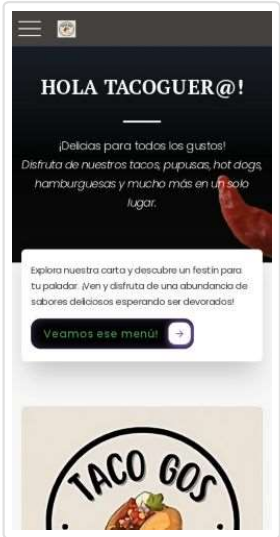 HOLA TACOGUER@!
¡Delicias para todos los gustos!
Disfruta de nuestros tacos, pupusas, hot dogs,
hamburguesas y mucho más en un solo
lugar.
Explora nuestra carta y descubre un festín para
tu paladar. ¡Ven y disfruta de una abundancia de
sabores deliciosos esperando ser devorados!
Veamos ese menú!
TACO GOS